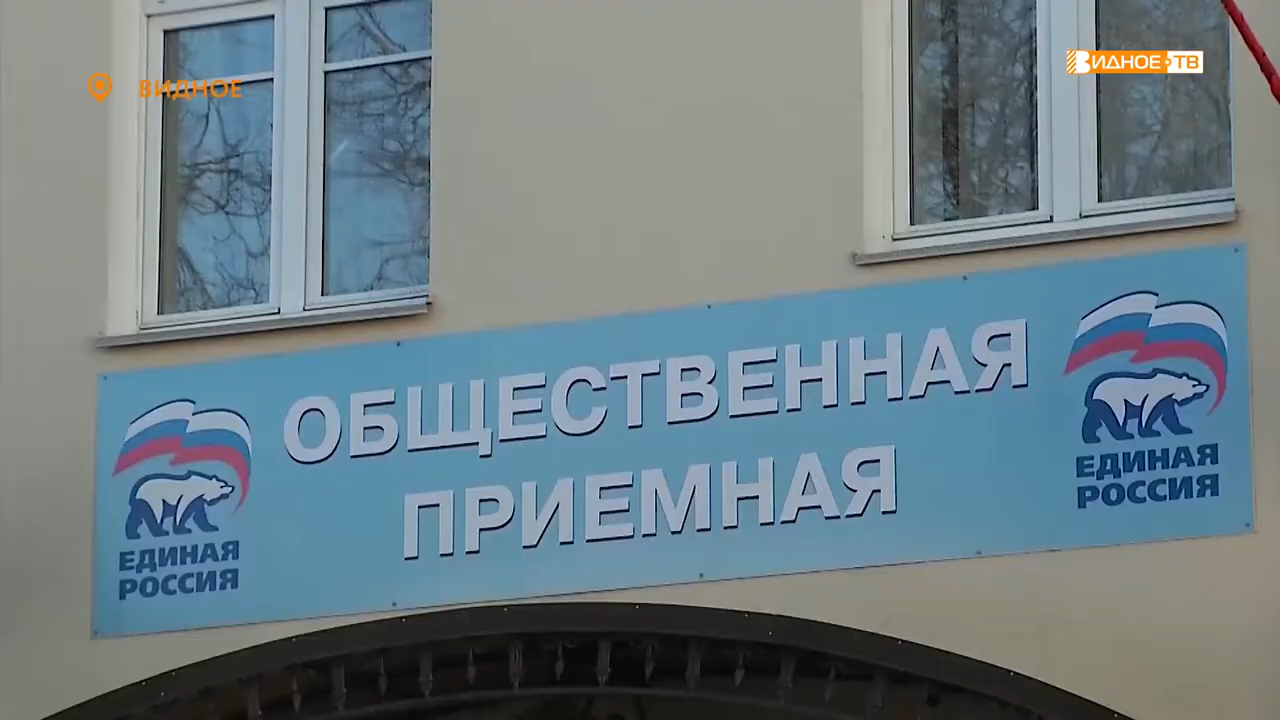 ВИДНОЕ
ВИДНОЕ ТВ
ОБЩЕСТВЕННАЯ
ПРИЕМНАЯ
ЕДИНАЯ
РОССИЯ
ЕДИНАЯ
РОССИЯ